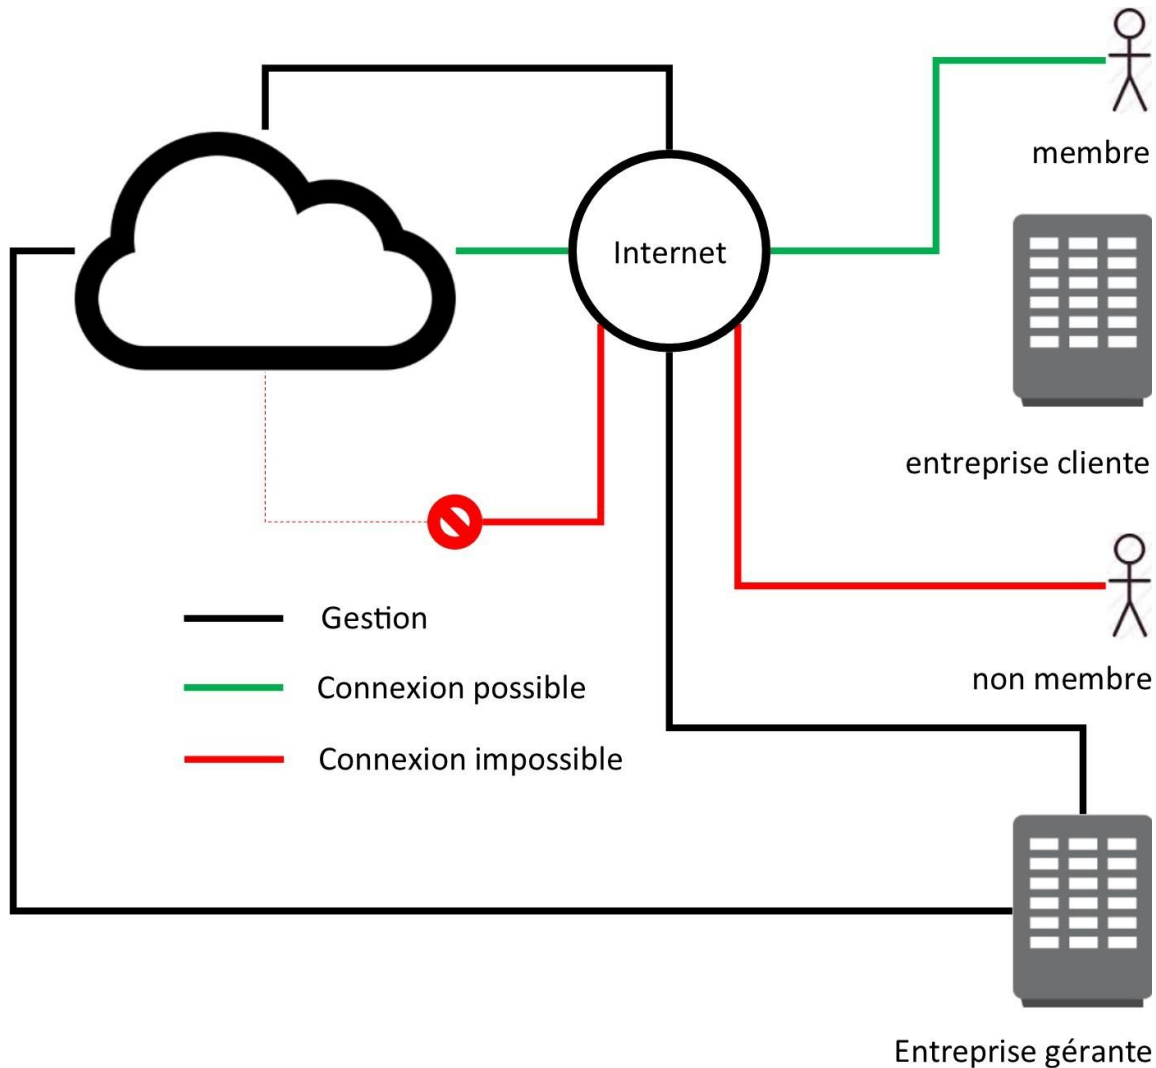 membre
Internet
entreprise cliente
Gestion
non membre
Connexion possible
Connexion impossible
Entreprise gérante